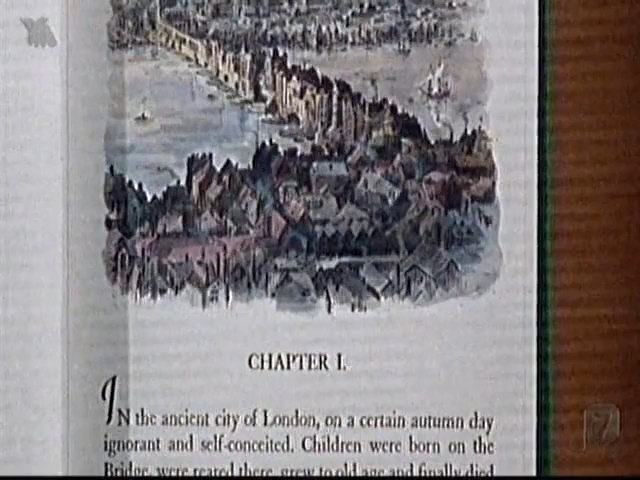 CHAPTER I.
IN the ancient city of London, on a certain autumn day
ignorant and self-conceited. Children were born on the
Bridge, were reared there, grew to old age and finally died
7